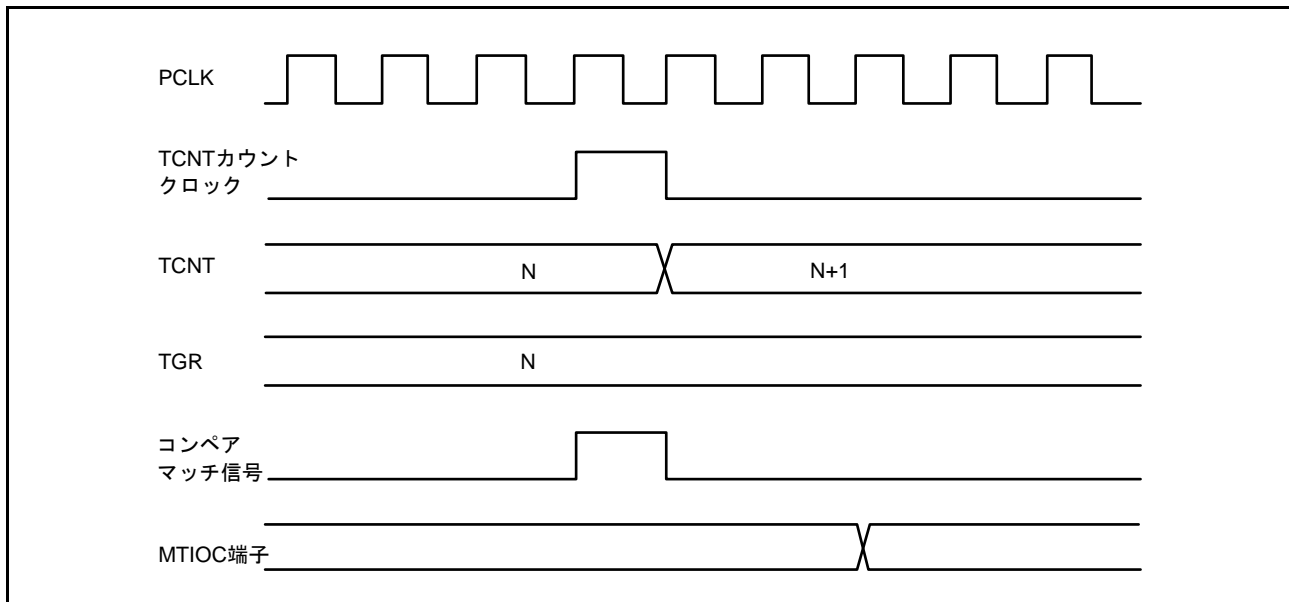 PCLK
TCNTカウント
クロック
TCNT
N
N+1
TGR
N
コンペア
マッチ信号
MTIOC端子